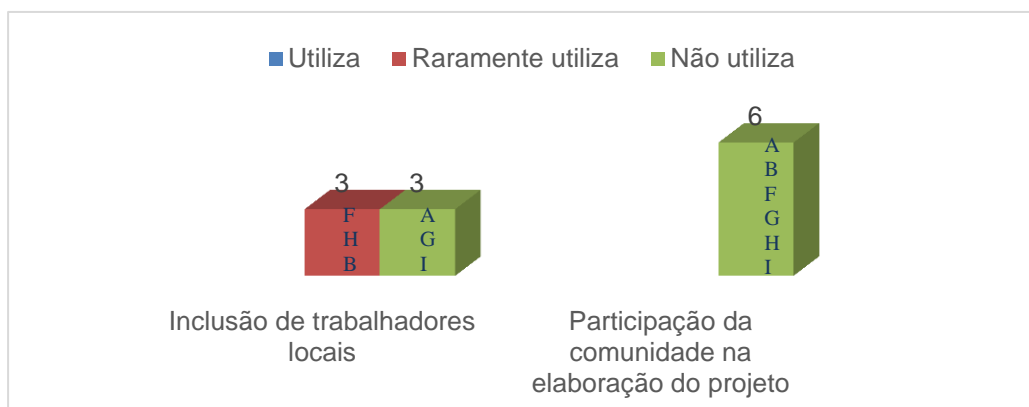 Utiliza Raramente utiliza Não utiliza
6
A
B
F
G
H
I
3 3
F A
H G
B I
Inclusão de trabalhadores
locais
Participação da
comunidade na
elaboração do projeto